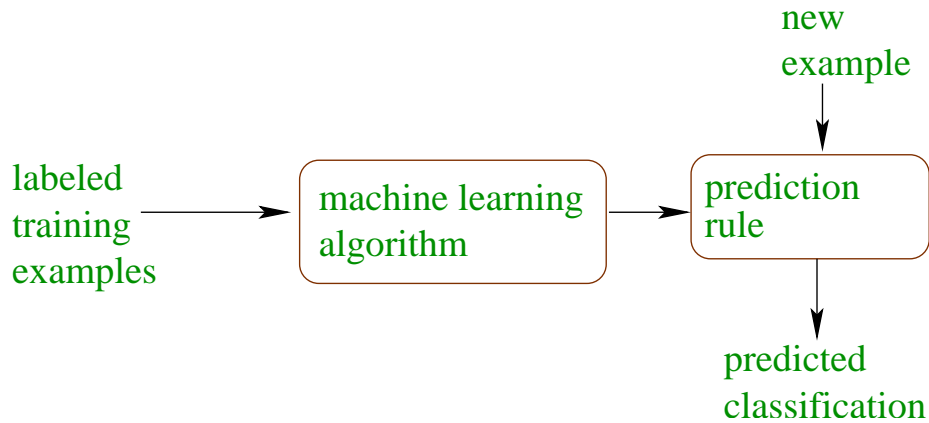 new
example
labeled
training
examples
machine learning
algorithm
prediction
rule
predicted
classification